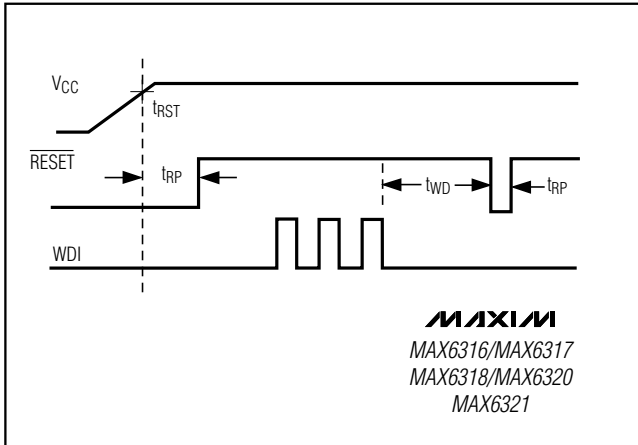 VCC
tRST
RESET
tRP
tWD
tRP
WDI
MAXIM
MAX6316/MAX6317
MAX6318/MAX6320
MAX6321